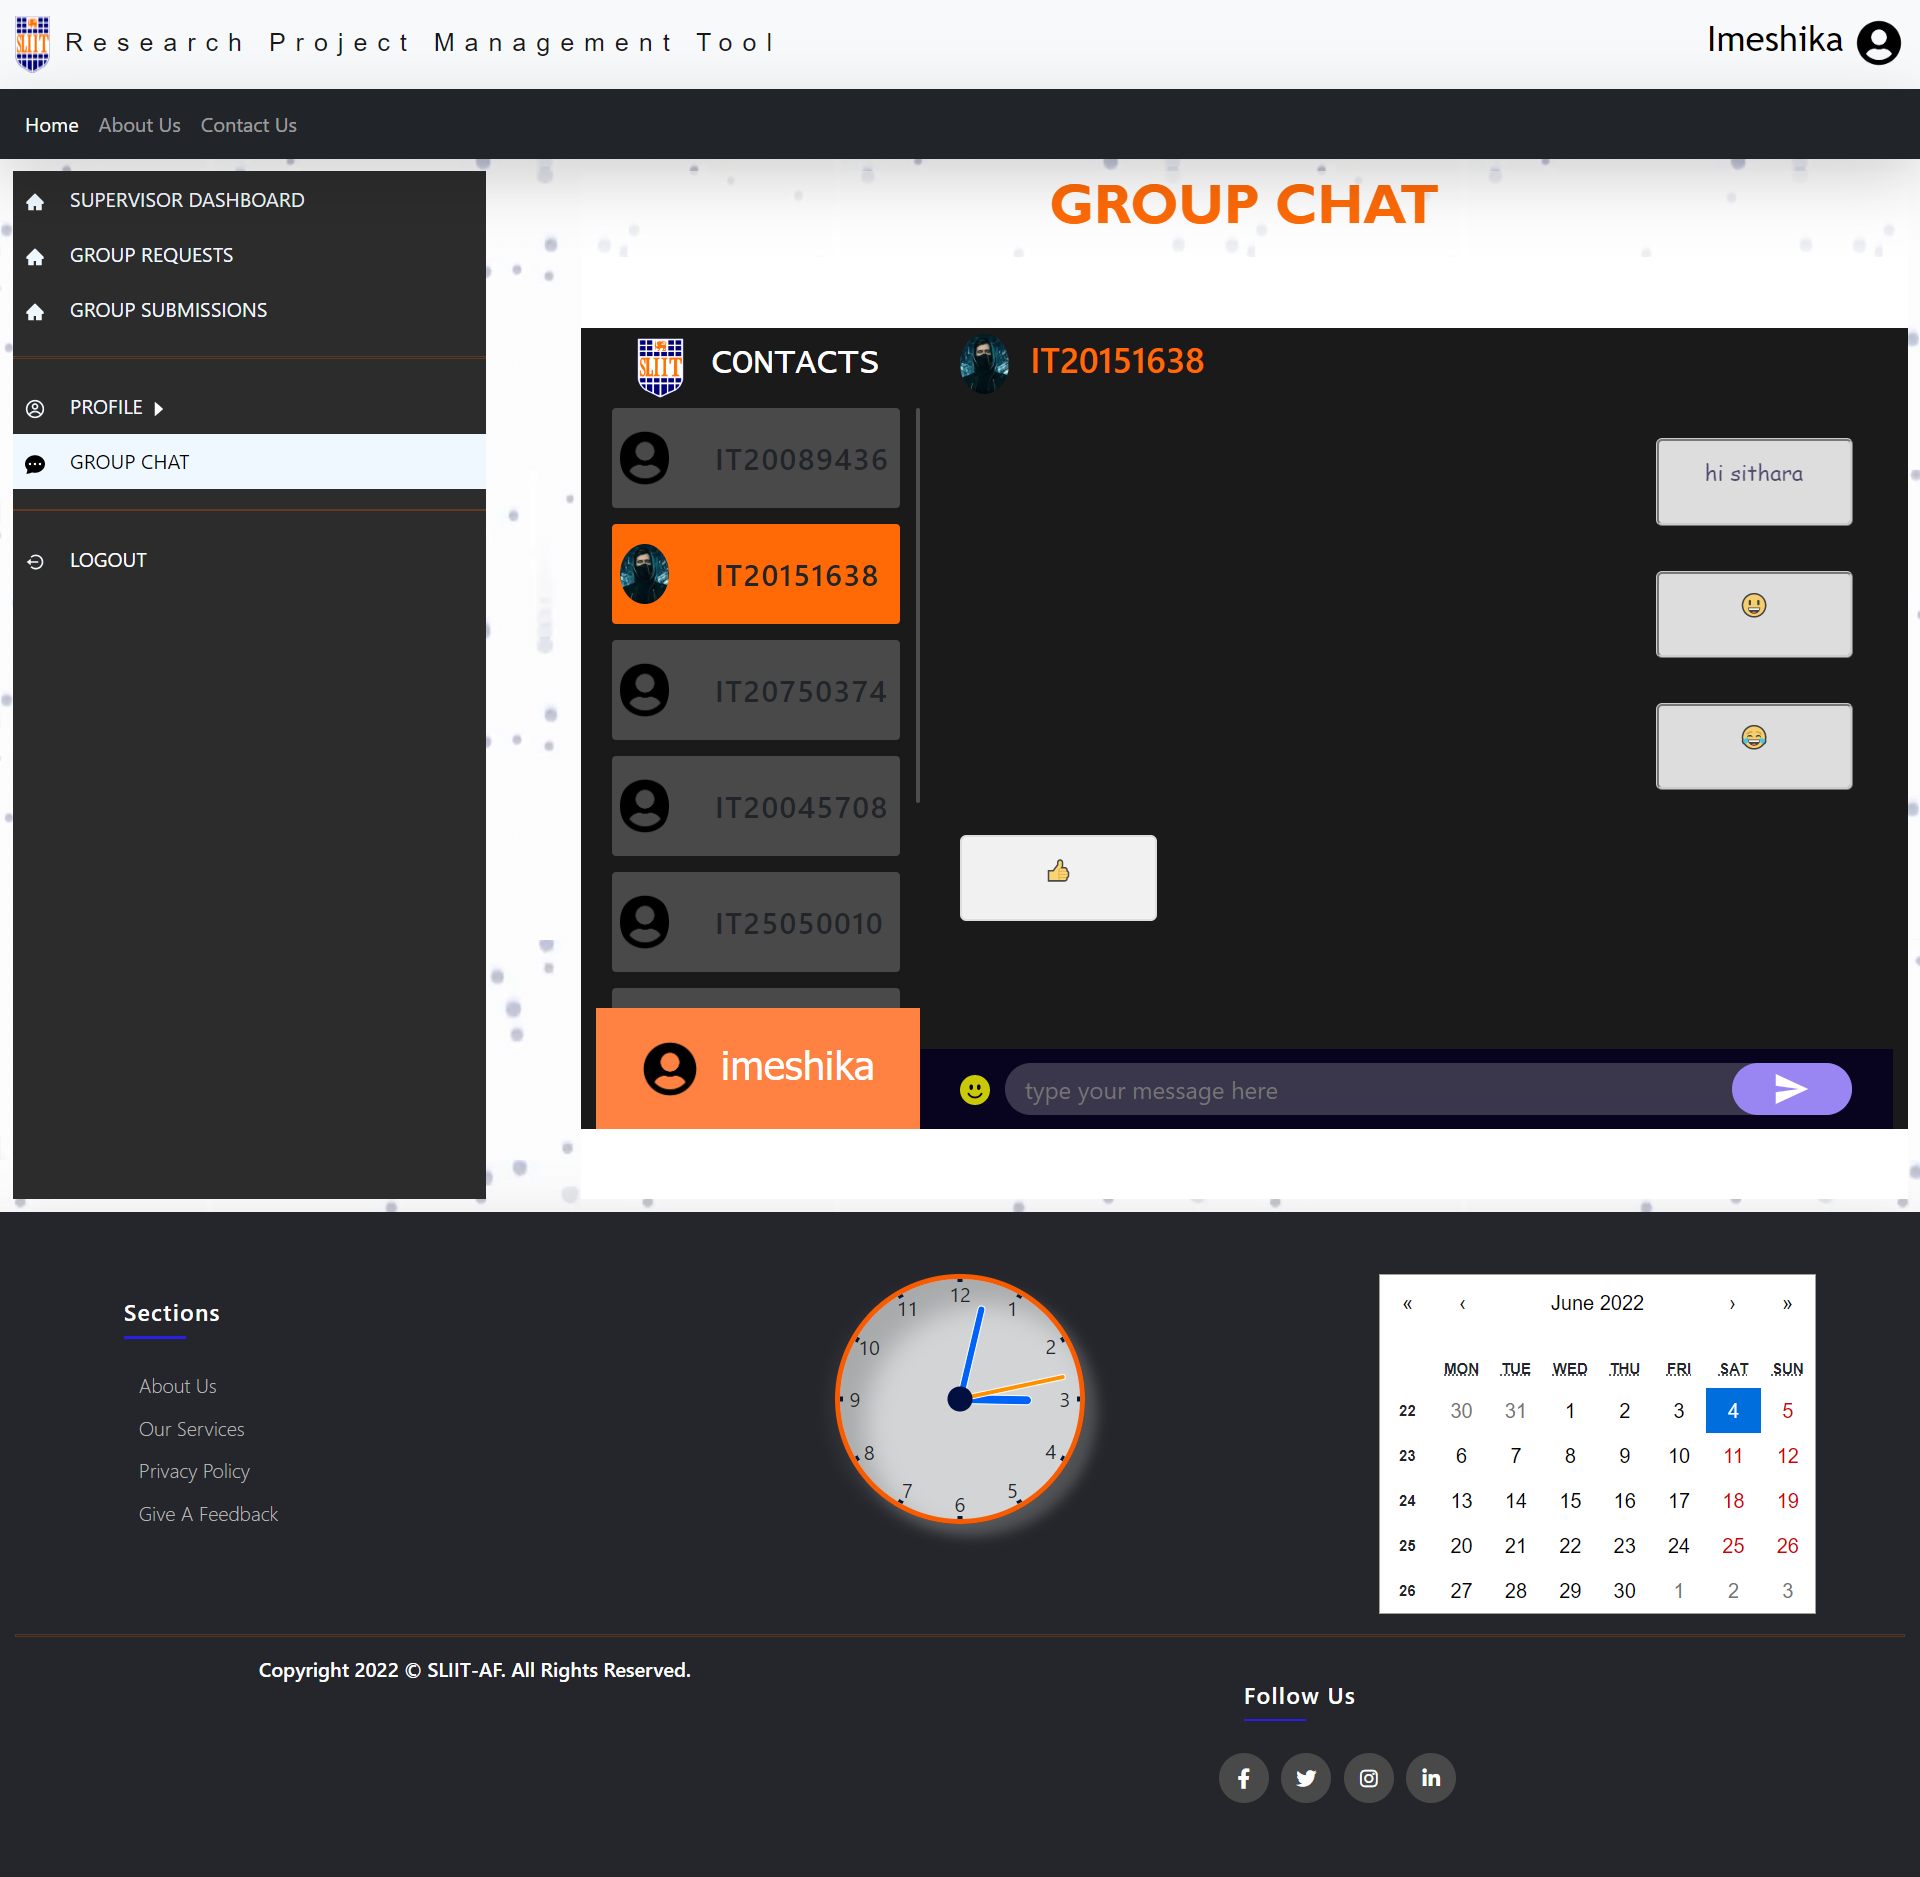 SLIIT Research Project Management Tool
Imeshika
Home About Us Contact Us
SUPERVISOR DASHBOARD
GROUP REQUESTS
GROUP SUBMISSIONS
PROFILE
GROUP CHAT
LOGOUT
GROUP CHAT
SLIIT CONTACTS
IT20089436
IT20151638
IT20750374
IT20045708
IT25050010
imeshika
IT20151638
hi sithara
😀
😂
👍
type your message here
Sections
About Us
Our Services
Privacy Policy
Give A Feedback
12
1
2
3
4
5
6
7
8
9
10
11
« ‹ June 2022 › »
MON TUE WED THU FRI SAT SUN
22 30 31 1 2 3 4 5
23 6 7 8 9 10 11 12
24 13 14 15 16 17 18 19
25 20 21 22 23 24 25 26
26 27 28 29 30 1 2 3
Copyright 2022 © SLIIT-AF. All Rights Reserved.
Follow Us